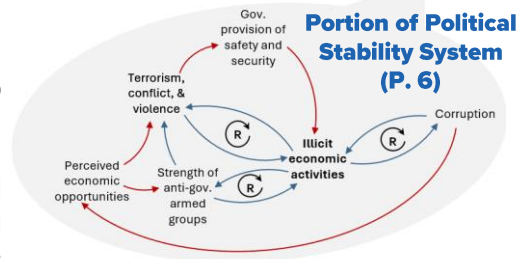 Portion of Political
Stability System
(P. 6)
Gov.
provision of
safety and
security
Terrorism,
conflict, &
violence
Corruption
R
R
Illicit
economic
activities
Perceived
economic
opportunities
Strength of
anti-gov.
armed
groups
R